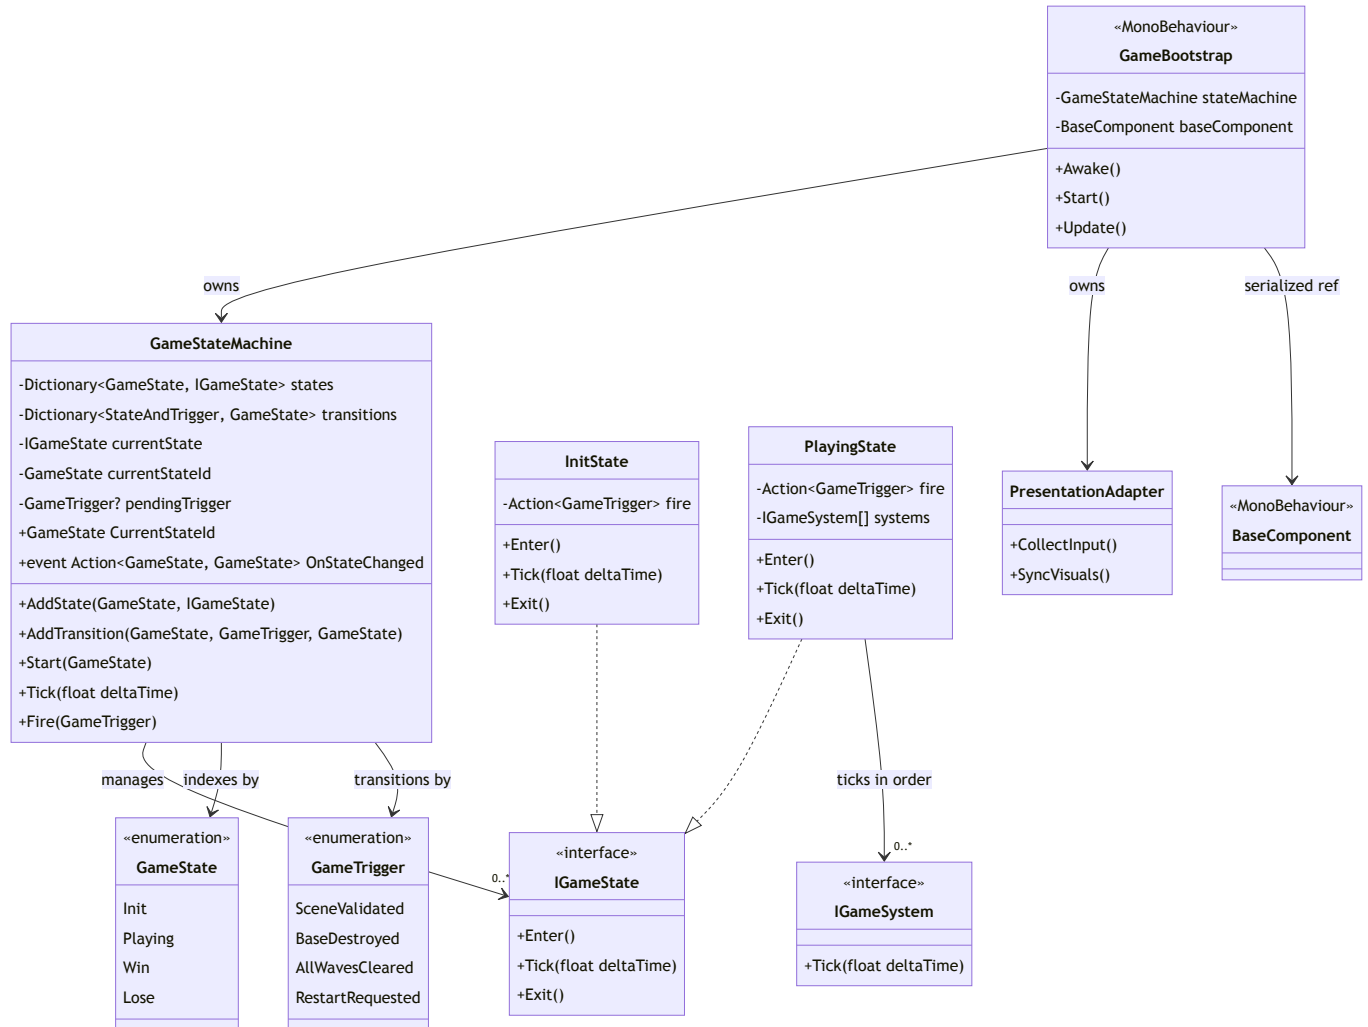 «MonoBehaviour»
GameBootstrap
-GameStateMachine stateMachine
-BaseComponent baseComponent
+Awake()
+Start()
+Update()
owns
owns
serialized ref
GameStateMachine
-Dictionary<GameState, IGameState> states
-Dictionary<StateAndTrigger, GameState> transitions
-IGameState currentState
-GameState currentStateId
-GameTrigger? pendingTrigger
+GameState CurrentStateId
+event Action<GameState, GameState> OnStateChanged
+AddState(GameState, IGameState)
+AddTransition(GameState, GameTrigger, GameState)
+Start(GameState)
+Tick(float deltaTime)
+Fire(GameTrigger)
InitState
-Action<GameTrigger> fire
+Enter()
+Tick(float deltaTime)
+Exit()
PlayingState
-Action<GameTrigger> fire
-IGameSystem[] systems
+Enter()
+Tick(float deltaTime)
+Exit()
PresentationAdapter
+CollectInput()
+SyncVisuals()
«MonoBehaviour»
BaseComponent
manages
indexes by
transitions by
ticks in order
0..*
0..*
«enumeration»
GameState
Init
Playing
Win
Lose
«enumeration»
GameTrigger
SceneValidated
BaseDestroyed
AllWavesCleared
RestartRequested
«interface»
IGameState
+Enter()
+Tick(float deltaTime)
+Exit()
«interface»
IGameSystem
+Tick(float deltaTime)